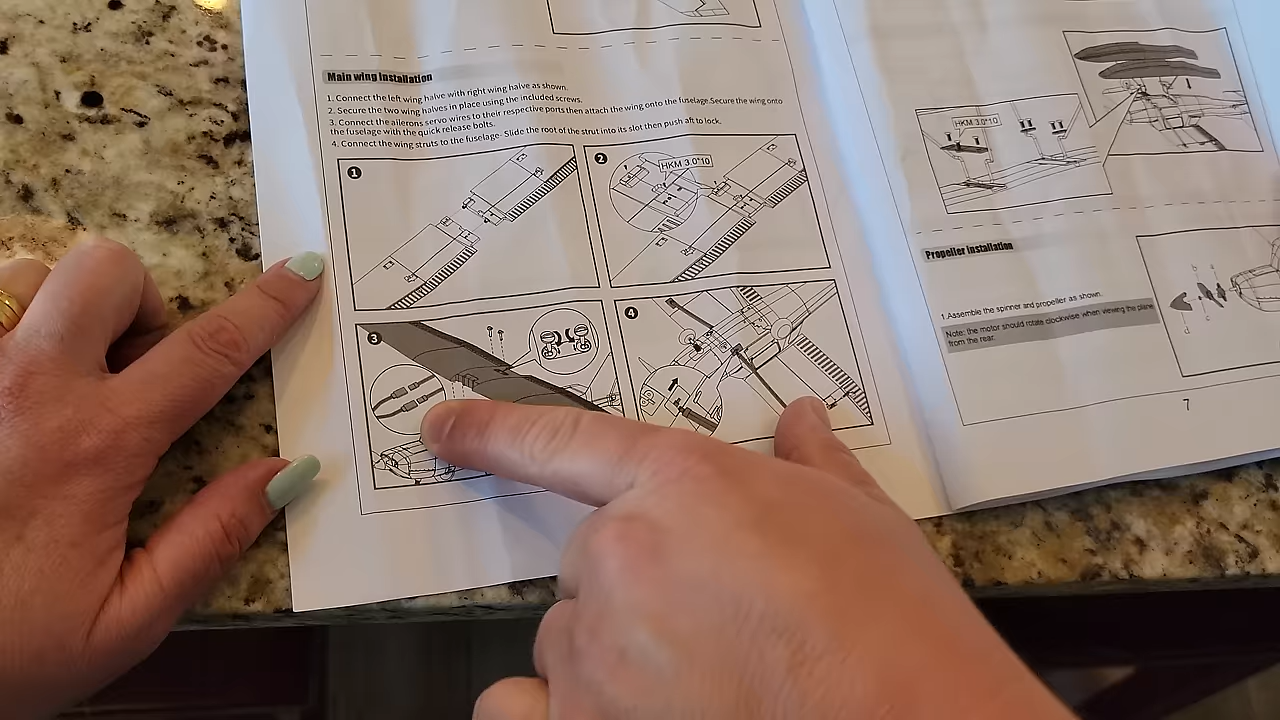 Main wing installation
1. Connect the left wing halve with right wing halve as shown.
2. Secure the two wing halves in place using the included screws.
3. Connect the ailerons servo wires to their respective ports then attach the wing onto the fuselage.Secure the wing onto
the fuselage with the quick release bolts.
4. Connect the wing struts to the fuselage- Slide the root of the strut into its slot then push aft to lock.
1
2
HKM 3.0*10
3
4
HKM 3.0*10
Propeller installation
1.Assemble the spinner and propeller as shown.
Note: the motor should rotate clockwise when viewing the plane
from the rear.
7